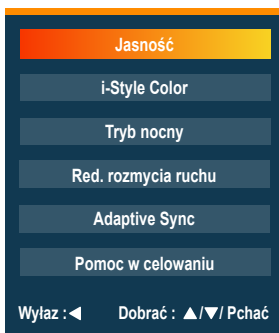 Jasność
i-Style Color
Tryb nocny
Red. rozmycia ruchu
Adaptive Sync
Pomoc w celowaniu
Wyłaz :◀ Dobrać : ▲/▼/ Pchać